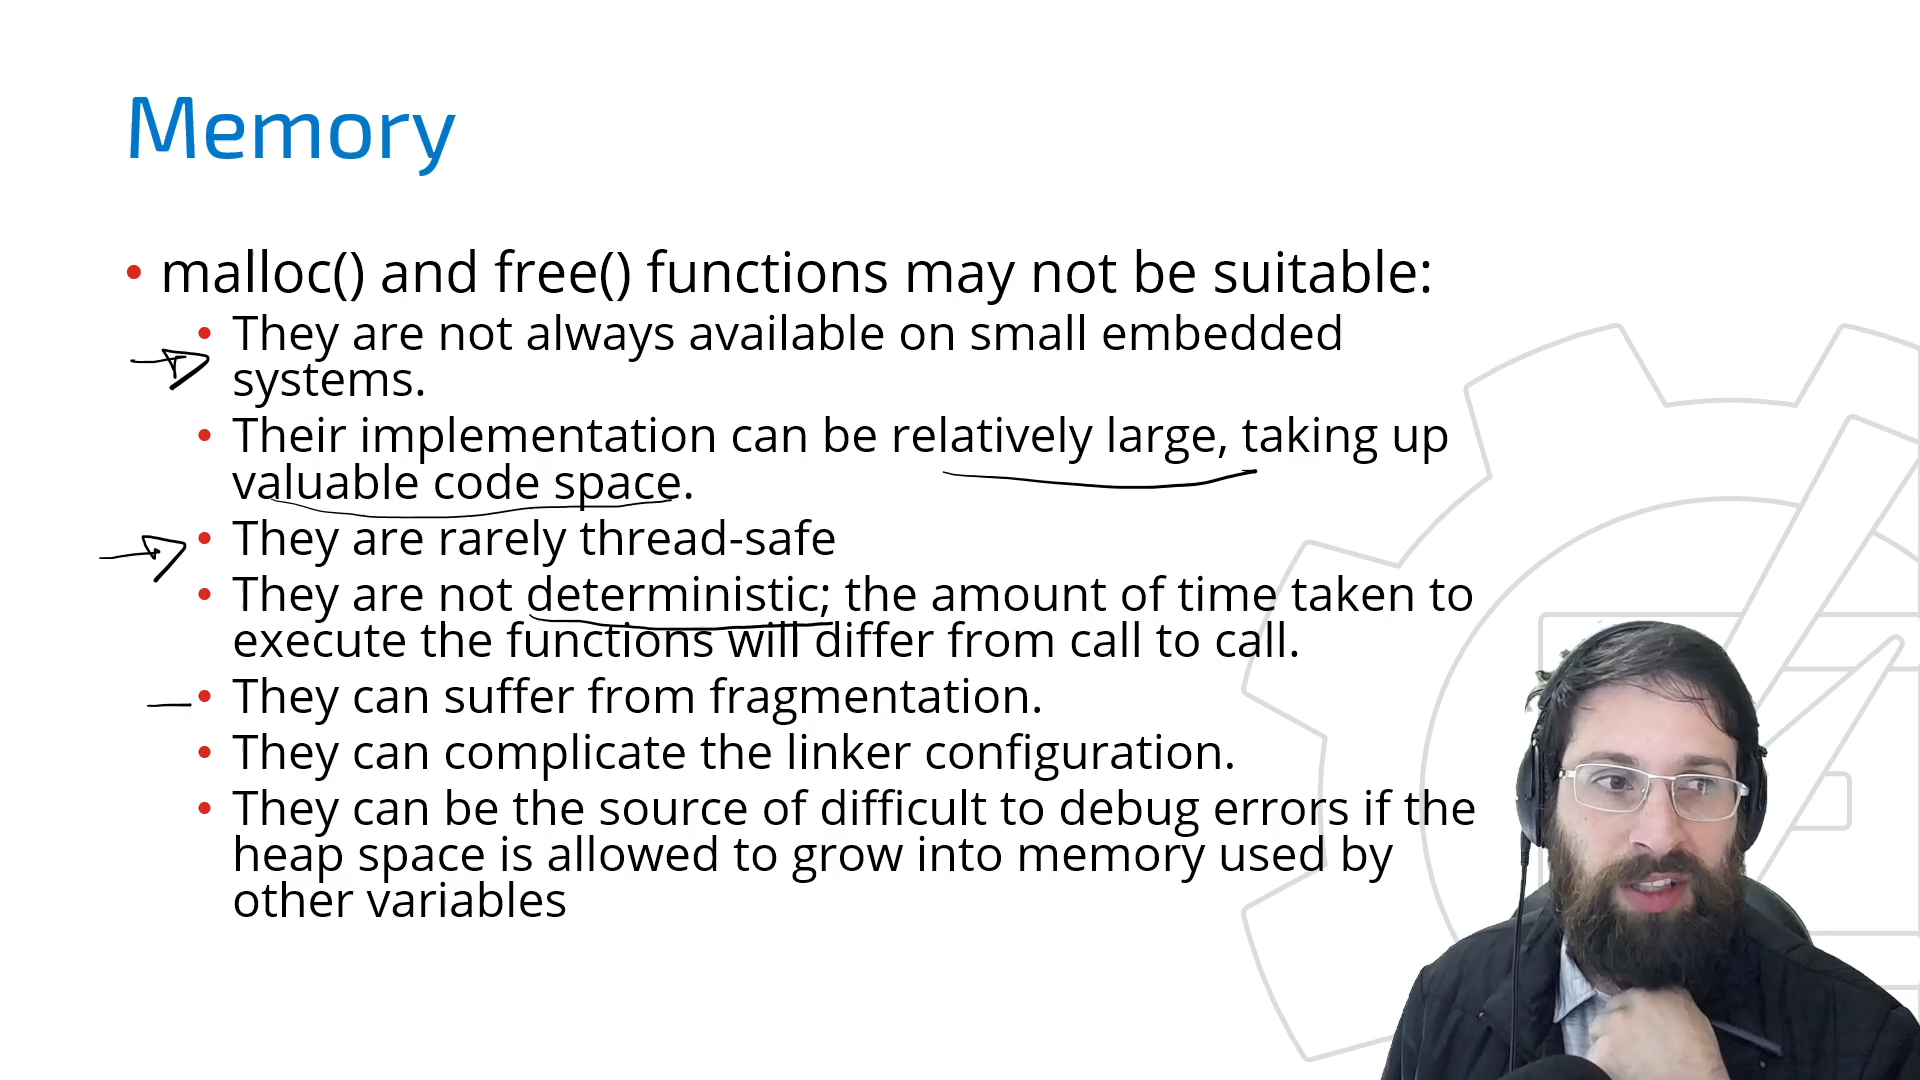 Memory
• malloc() and free() functions may not be suitable:
• They are not always available on small embedded
systems.
• Their implementation can be relatively large, taking up
valuable code space.
• They are rarely thread-safe
• They are not deterministic; the amount of time taken to
execute the functions will differ from call to call.
• They can suffer from fragmentation.
• They can complicate the linker configuration.
• They can be the source of difficult to debug errors if the
heap space is allowed to grow into memory used by
other variables